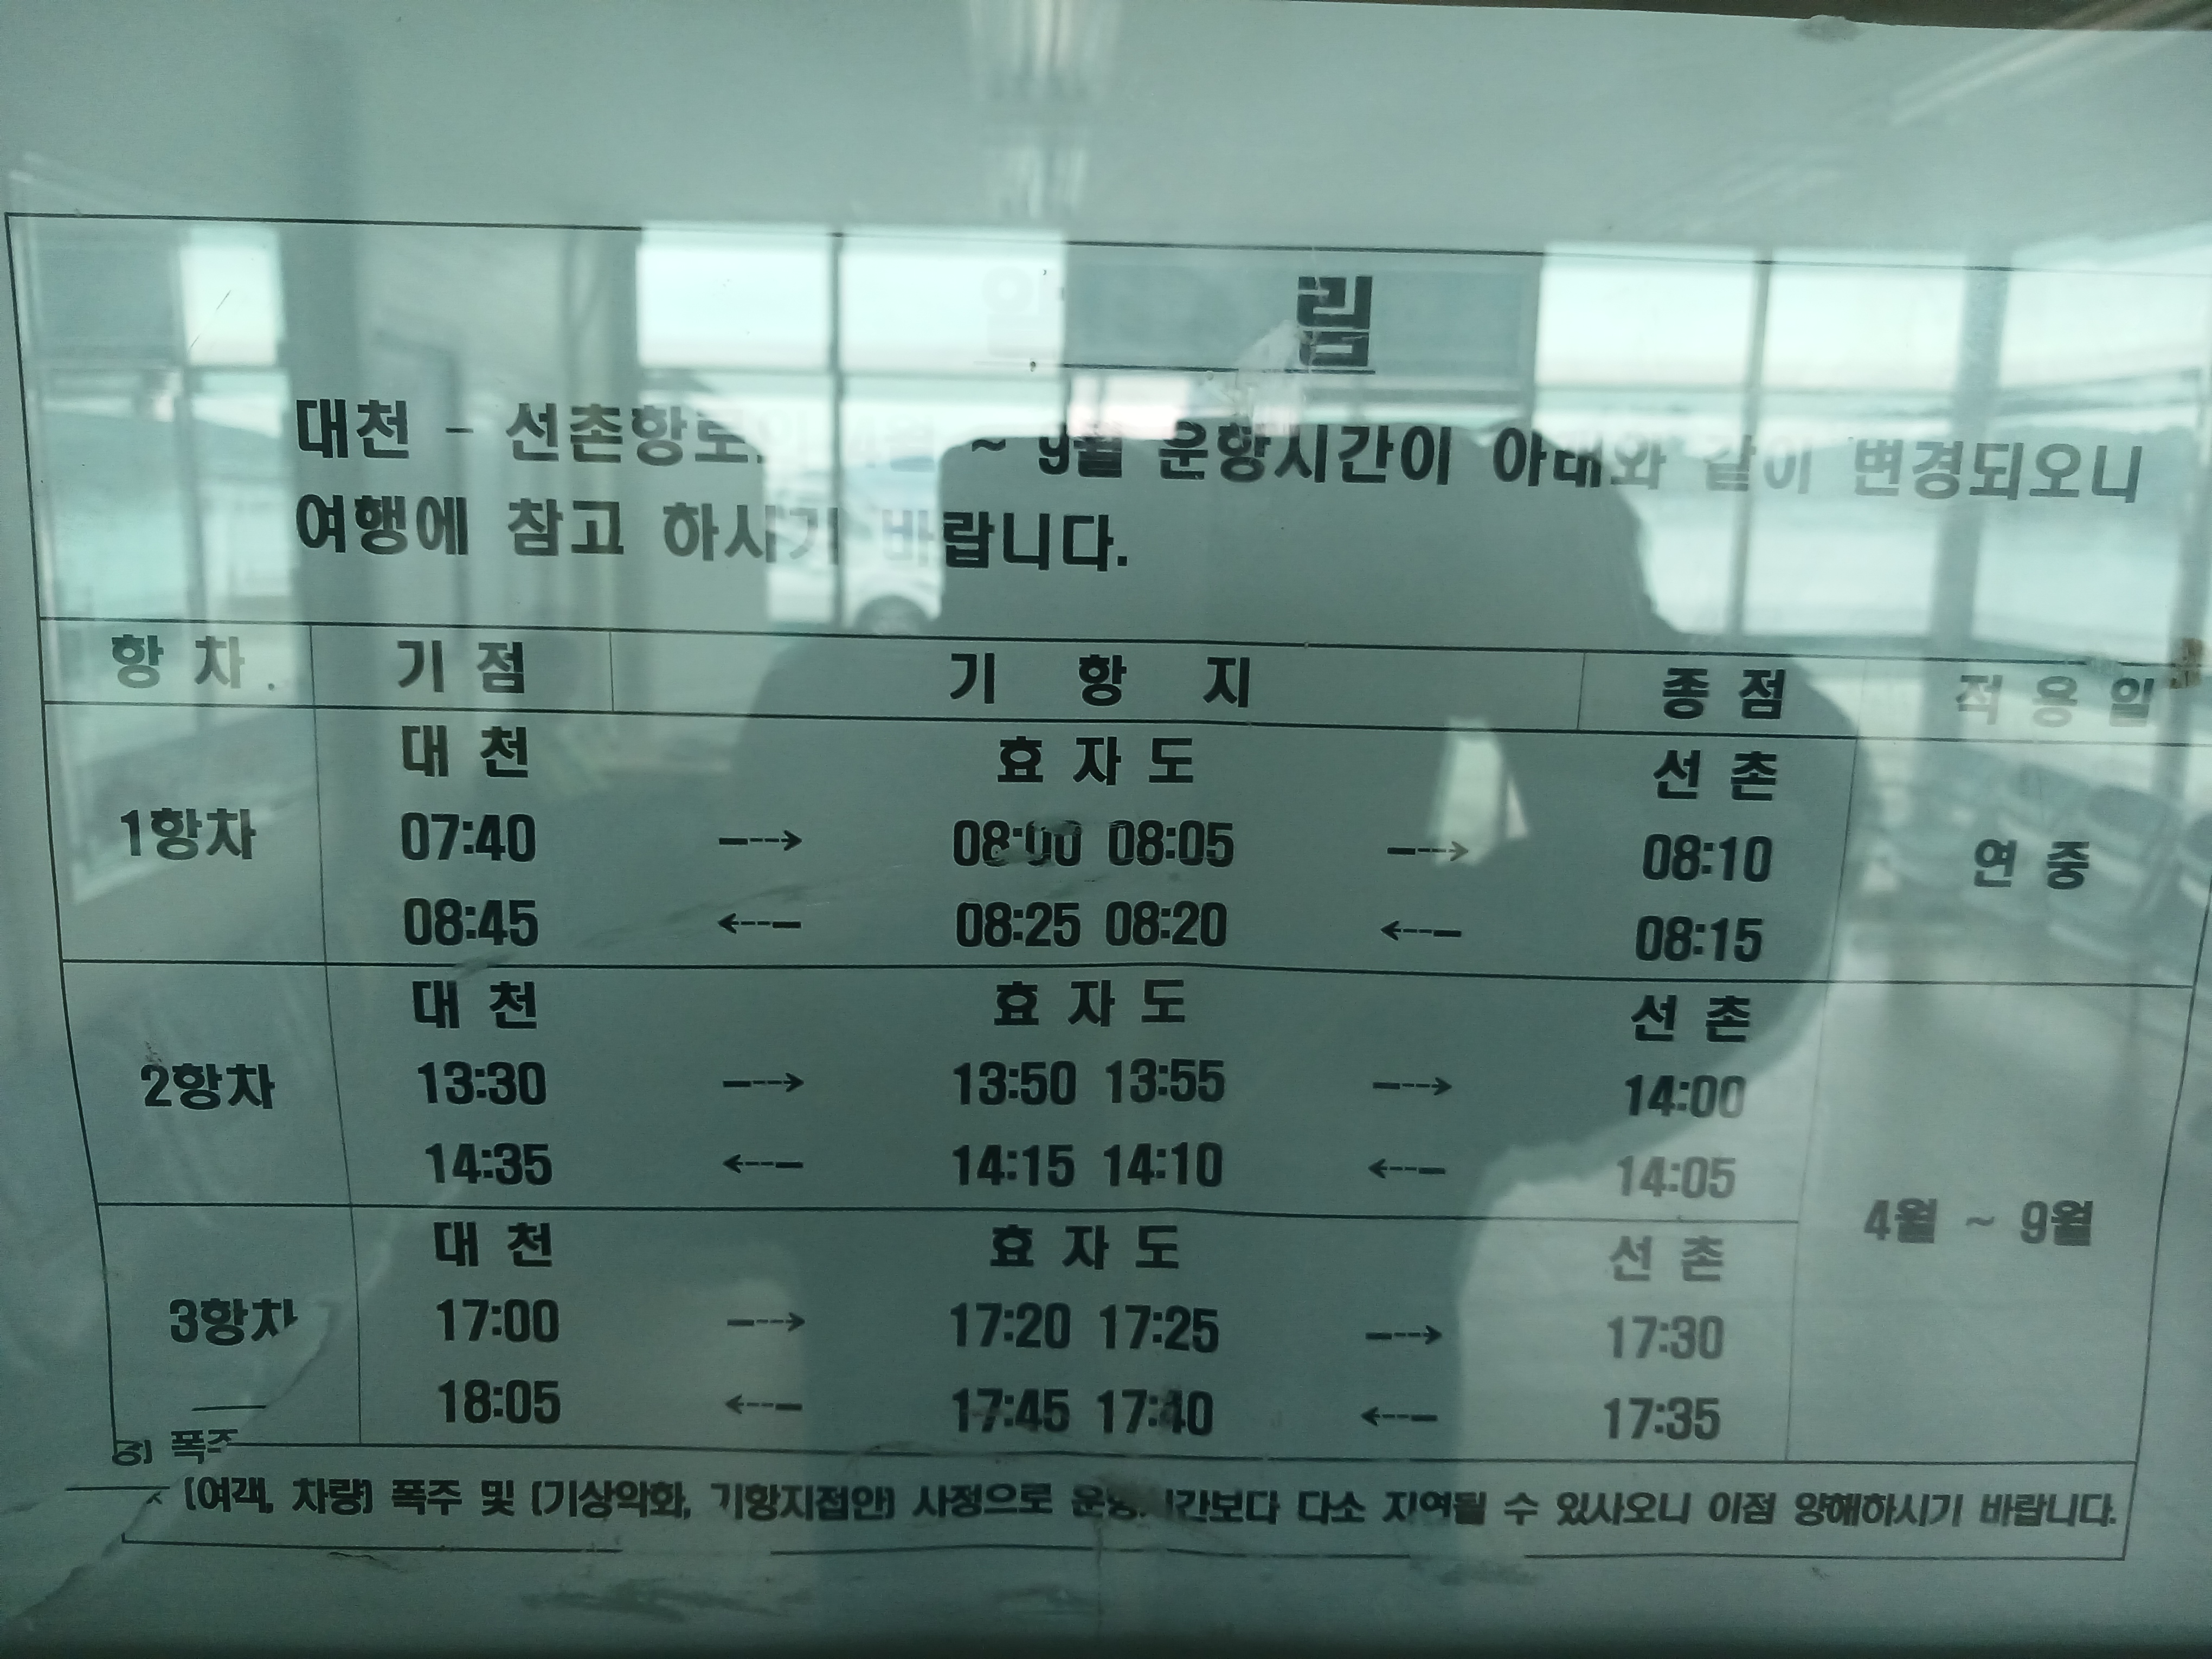 알 림
대천 - 선촌항로 ~ 9월 운항시간이 아래와 같이 변경되오니
여행에 참고 하시기 바랍니다.
항 차 기 점 기 항 지 종 점 적 용 일
대 천 효 자 도 선 촌
1항차 07:40 ---> 08:00 08:05 ---> 08:10 연 중
08:45 <--- 08:25 08:20 <--- 08:15
대 천 효 자 도 선 촌
2항차 13:30 ---> 13:50 13:55 ---> 14:00
14:35 <--- 14:15 14:10 <--- 14:05
4월 ~ 9월
대 천 효 자 도 선 촌
3항차 17:00 ---> 17:20 17:25 ---> 17:30
18:05 <--- 17:45 17:40 <--- 17:35
(여객, 차량) 폭주 및 (기상악화, 기항지접안) 사정으로 다소 지연될 수 있사오니 이점 양해하시기 바랍니다.